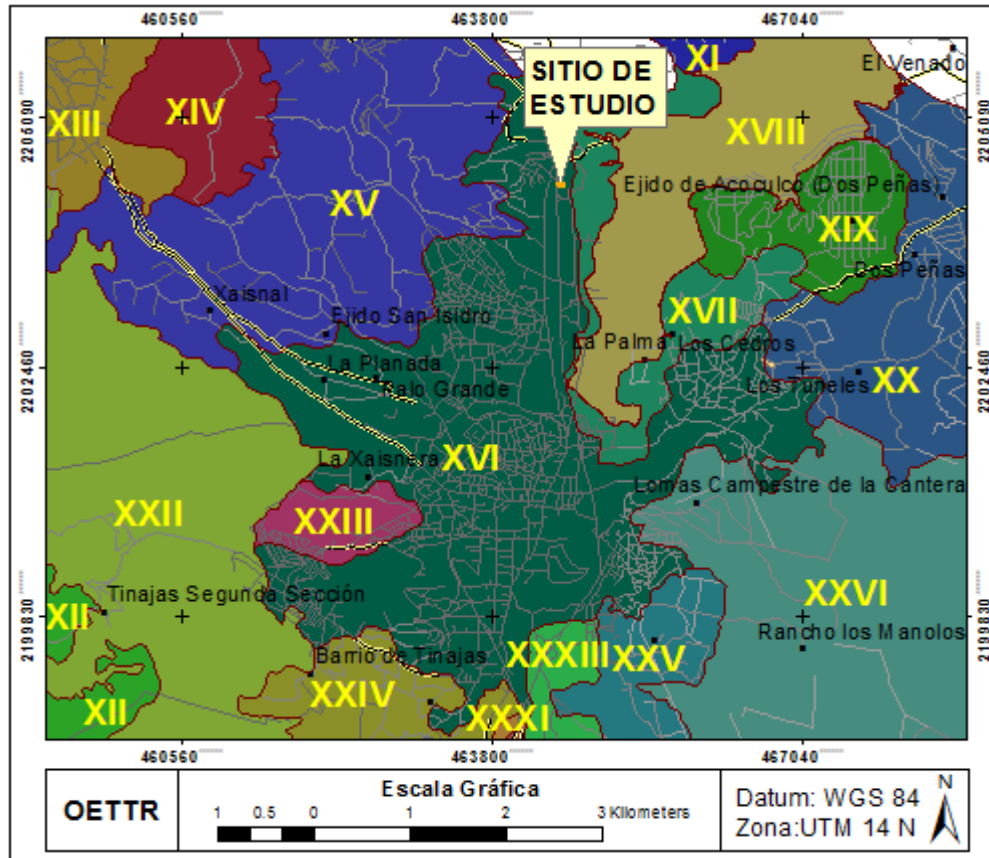 460560 463800 467040
2205090 2205090
2202460 2202460
2199830 2199830
SITIO DE
ESTUDIO
XI
El Venado
XIII
XIV
XVIII
Ejido de Acoculco (Dos Peñas)
XV
XIX
Dos Peñas
Xaisnal
Ejido San Isidro
XVII
La Palma
Los Cedros
La Planada
Palo Grande
Los Tuneles
XX
XVI
La Xaisnera
Lomas Campestre de la Cantera
XXII
XXIII
Tinajas Segunda Sección
XXVI
XII
Rancho los Manolos
Barrio de Tinajas
XXXIII
XXV
XXIV
XII
XXXI
460560 463800 467040
OETTR
Escala Gráfica
1 0.5 0 1 2 3 Kilometers
Datum: WGS 84
Zona:UTM 14 N
N